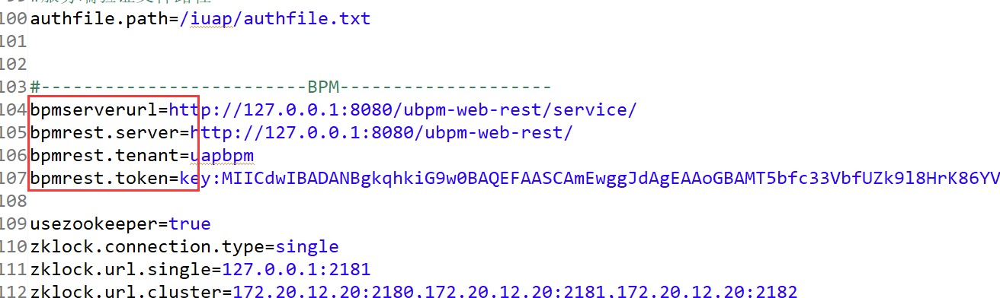 100 authfile.path=/iuap/authfile.txt
101
102
103 #-------------------------BPM--------------------
104 bpmserverurl=http://127.0.0.1:8080/ubpm-web-rest/service/
105 bpmrest.server=http://127.0.0.1:8080/ubpm-web-rest/
106 bpmrest.tenant=uapbpm
107 bpmrest.token=key:MIICdwIBADANBgkqhkiG9w0BAQEFAASCAmEwggJdAgEAAoGBAMT5bfc33VbfUZk9l8HrK86YV
108
109 usezookeeper=true
110 zklock.connection.type=single
111 zklock.url.single=127.0.0.1:2181
112 zklock.url.cluster=172.20.12.20:2180,172.20.12.20:2181,172.20.12.20:2182